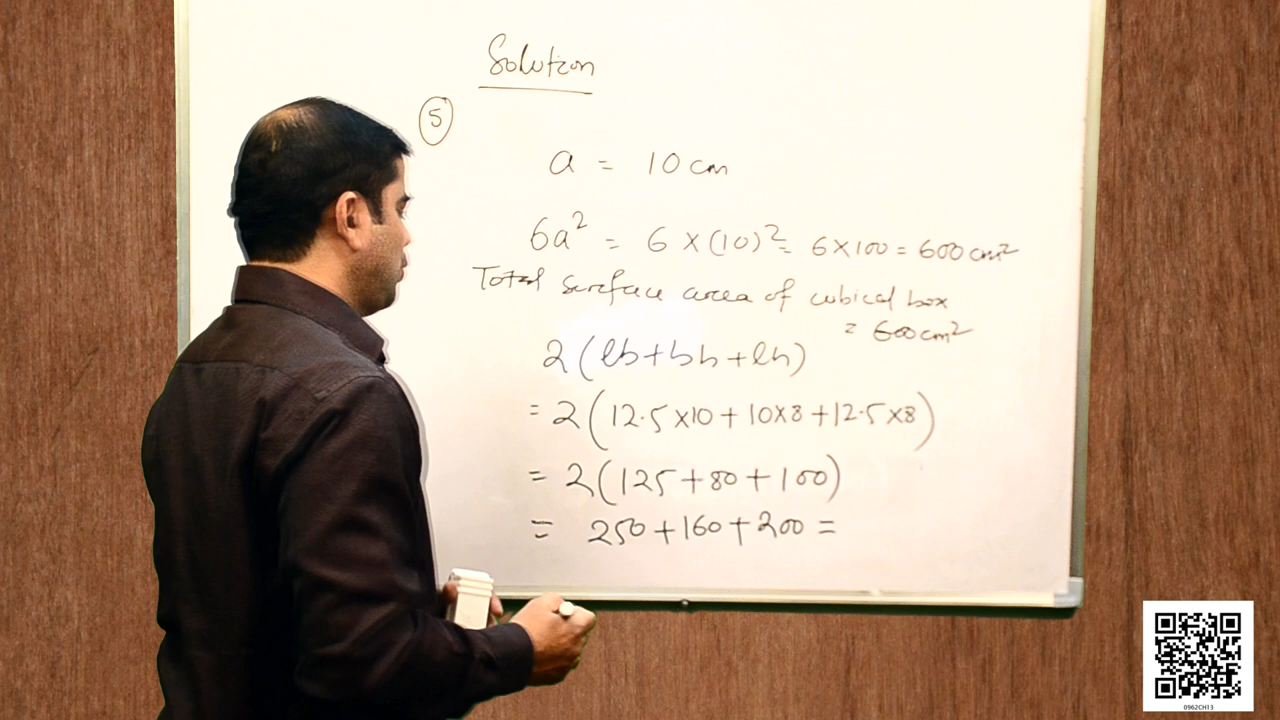 Solution
5
a = 10 cm
6a² = 6 × (10)² = 6 × 100 = 600 cm²
Total surface area of cubical box
= 600 cm²
2(lb + bh + lh)
= 2(12.5 × 10 + 10 × 8 + 12.5 × 8)
= 2(125 + 80 + 100)
= 250 + 160 + 200 =
0962CH13